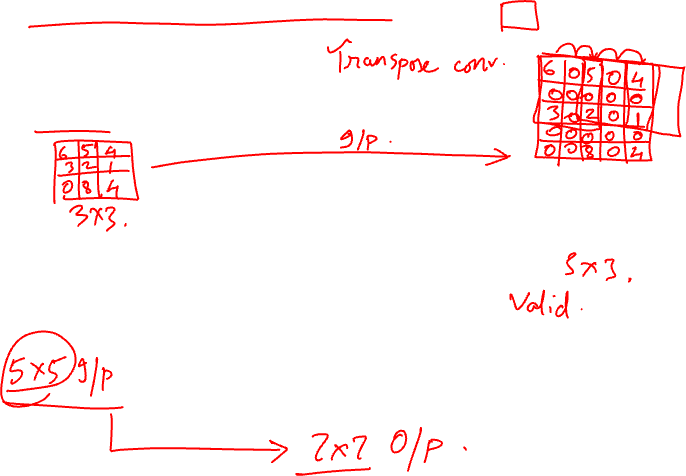 Transpose conv.
6 0 5 0 4
0 0 0 0 0
3 0 2 0 1
0 0 0 0 0
0 0 8 0 4
I/P.
6 5 4
3 2 1
0 8 4
3x3.
3x3.
Valid.
5x5 I/P
2x2 O/P.